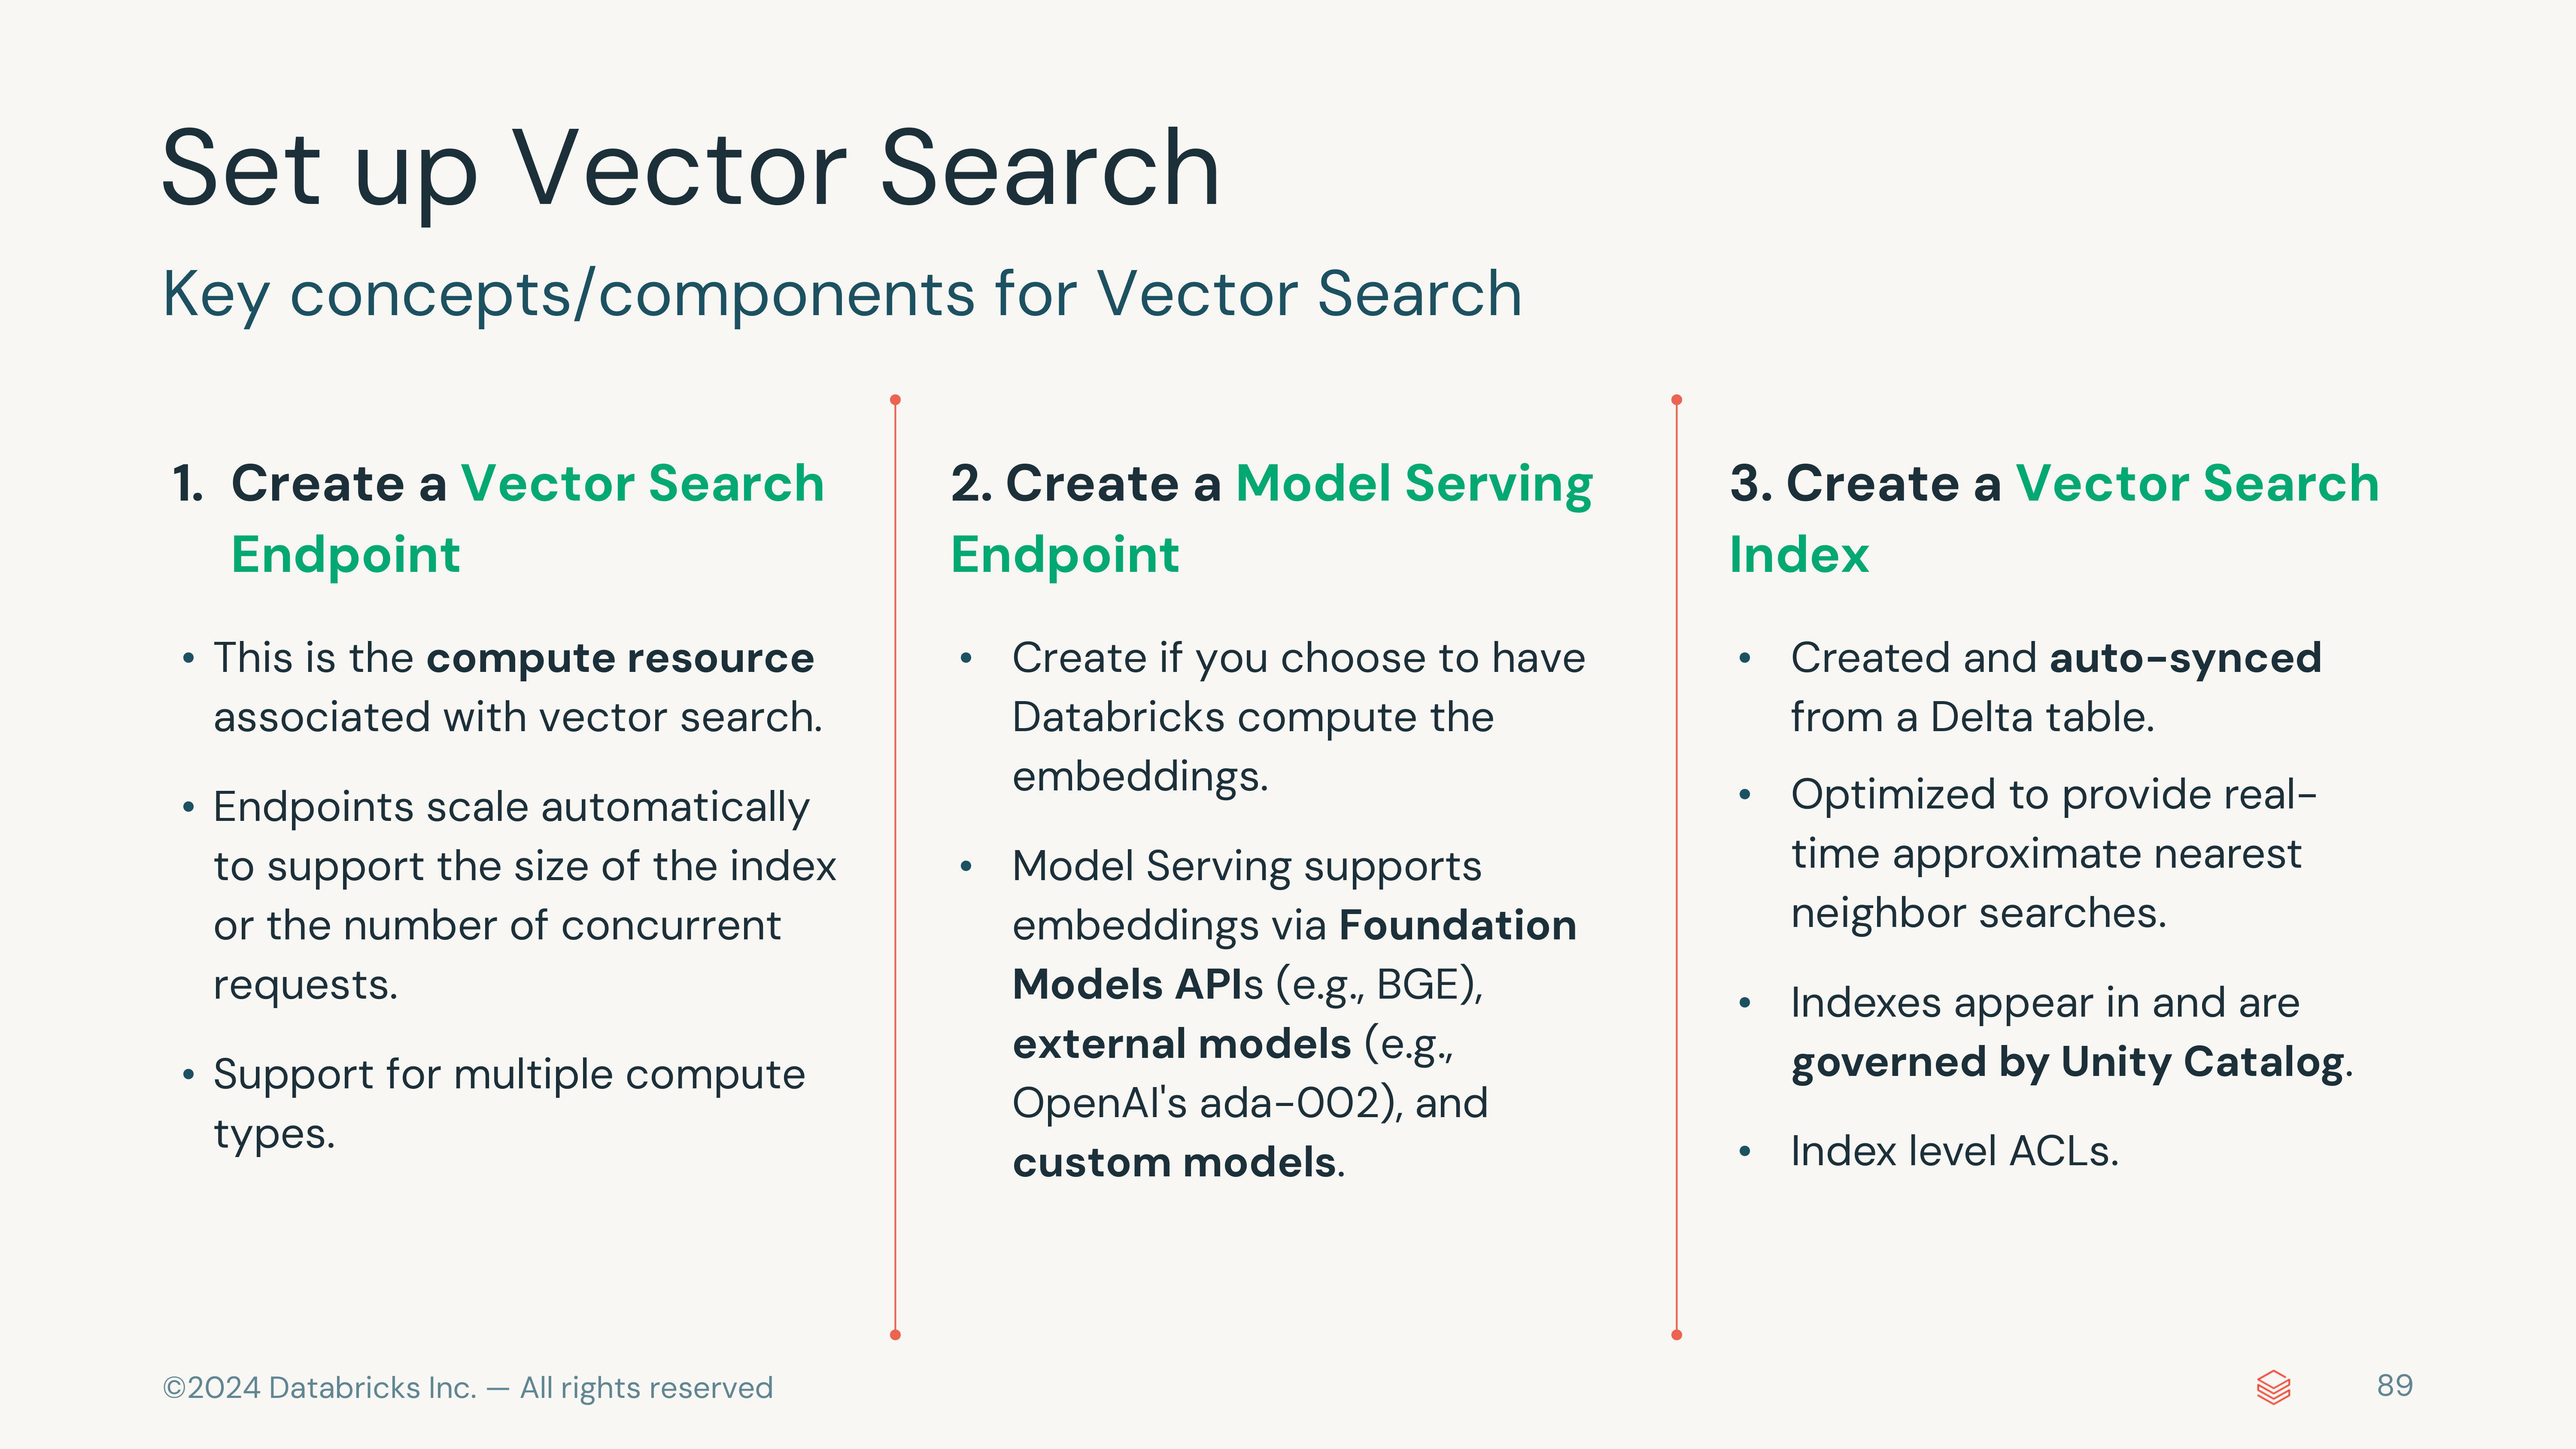 Set up Vector Search
Key concepts/components for Vector Search
1. Create a Vector Search
Endpoint
• This is the compute resource
associated with vector search.
• Endpoints scale automatically
to support the size of the index
or the number of concurrent
requests.
• Support for multiple compute
types.
2. Create a Model Serving
Endpoint
• Create if you choose to have
Databricks compute the
embeddings.
• Model Serving supports
embeddings via Foundation
Models APIs (e.g., BGE),
external models (e.g.,
OpenAI's ada-002), and
custom models.
3. Create a Vector Search
Index
• Created and auto-synced
from a Delta table.
• Optimized to provide real-
time approximate nearest
neighbor searches.
• Indexes appear in and are
governed by Unity Catalog.
• Index level ACLs.
©2024 Databricks Inc. — All rights reserved
89